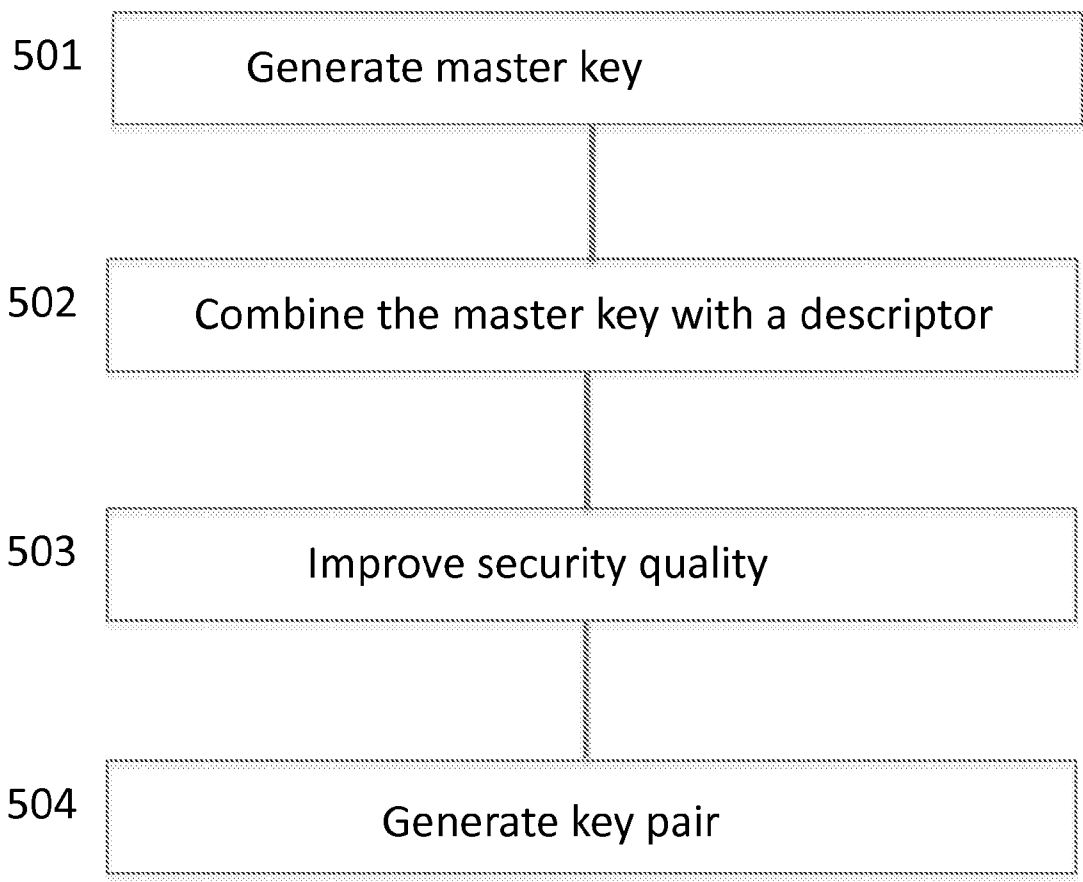 501
Generate master key
502
Combine the master key with a descriptor
503
Improve security quality
504
Generate key pair